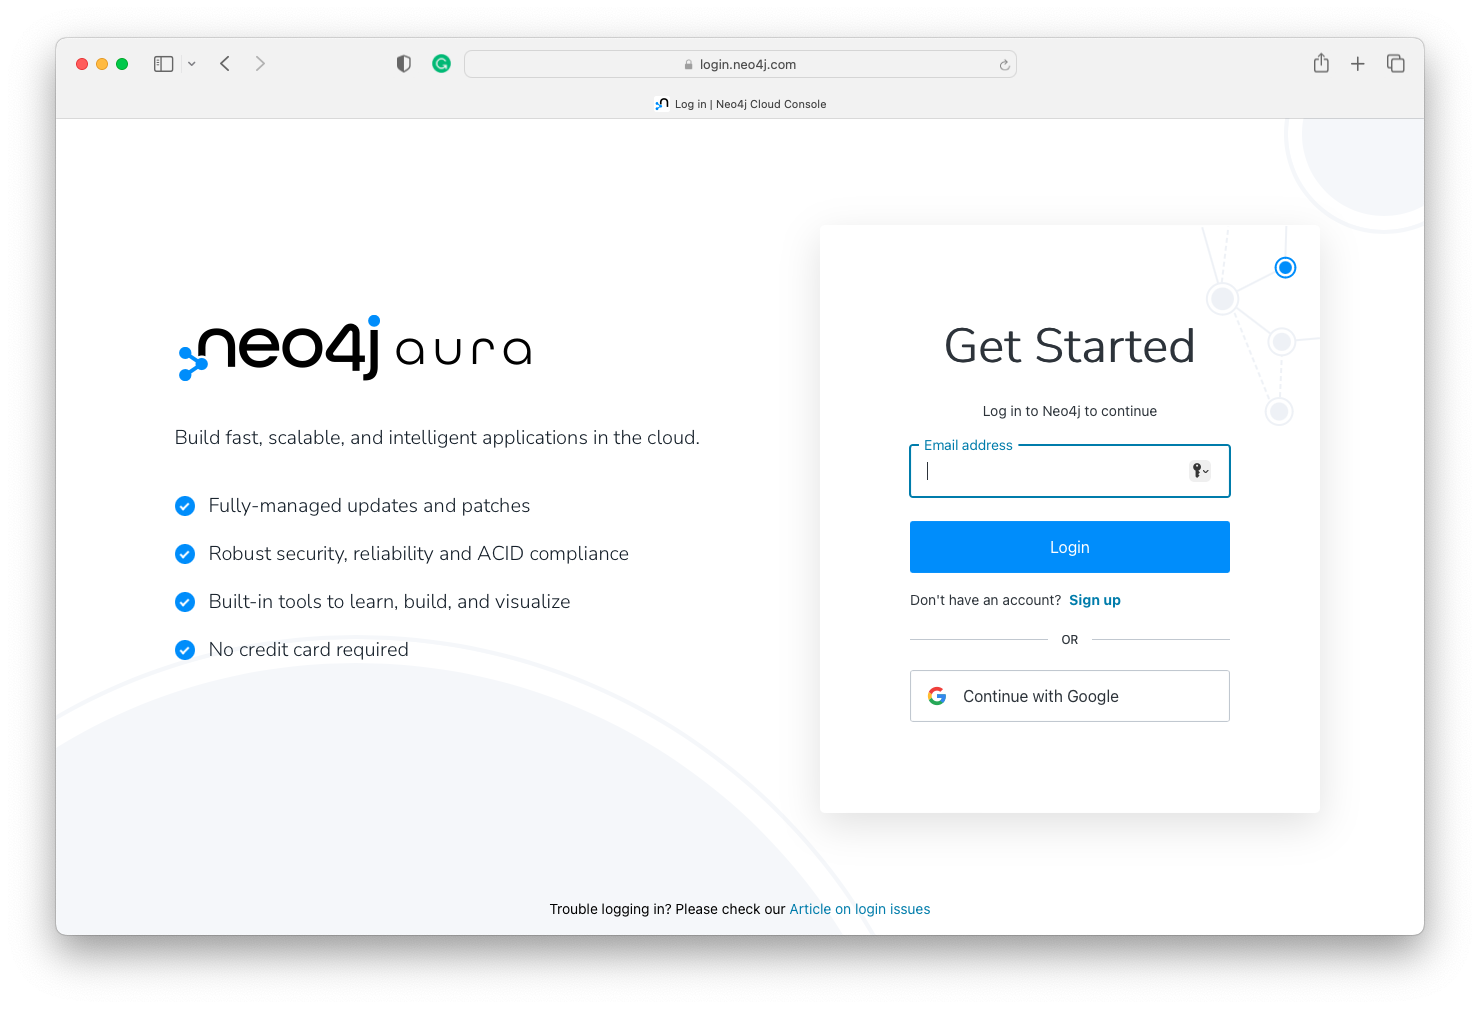 login.neo4j.com
Log in | Neo4j Cloud Console
neo4j aura
Build fast, scalable, and intelligent applications in the cloud.
Fully-managed updates and patches
Robust security, reliability and ACID compliance
Built-in tools to learn, build, and visualize
No credit card required
Get Started
Log in to Neo4j to continue
Email address
Login
Don't have an account? Sign up
OR
Continue with Google
Trouble logging in? Please check our Article on login issues